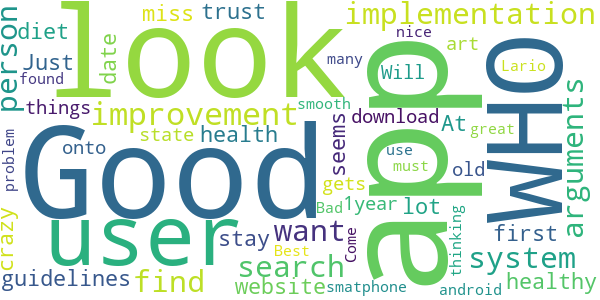 look
Good
app
WHO
user
implementation
improvement
system
arguments
person
want
find
search
website
health
healthy
guidelines
lot
At
first
Will
download
diet
Just
miss
trust
date
things
found
state
onto
stay
crazy
problem
many
nice
art
Lario
smooth
seems
use
must
great
old
gets
1year
Bad
Best
Come
smatphone
thinking
android